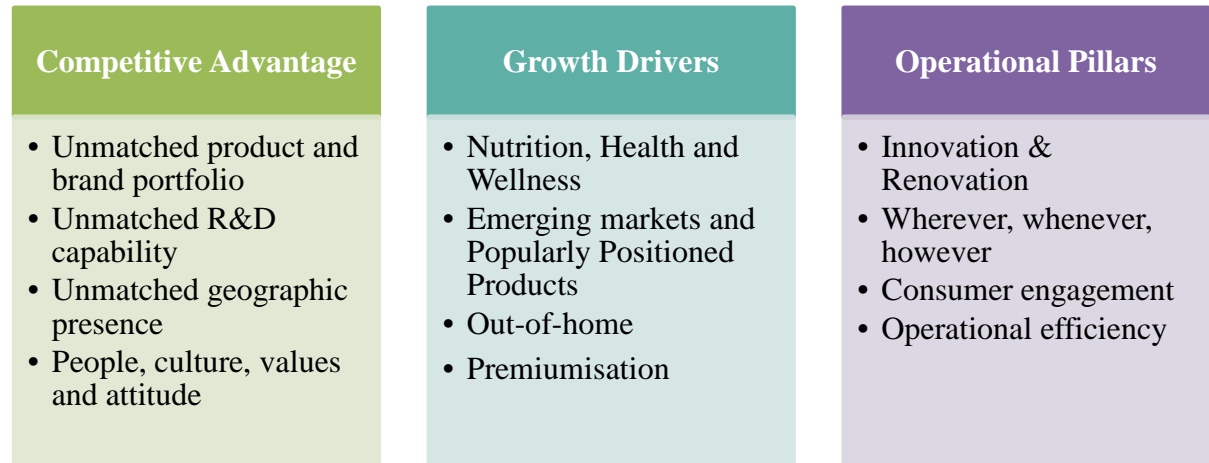 Competitive Advantage
• Unmatched product and
brand portfolio
• Unmatched R&D
capability
• Unmatched geographic
presence
• People, culture, values
and attitude
Growth Drivers
• Nutrition, Health and
Wellness
• Emerging markets and
Popularly Positioned
Products
• Out-of-home
• Premiumisation
Operational Pillars
• Innovation &
Renovation
• Wherever, whenever,
however
• Consumer engagement
• Operational efficiency